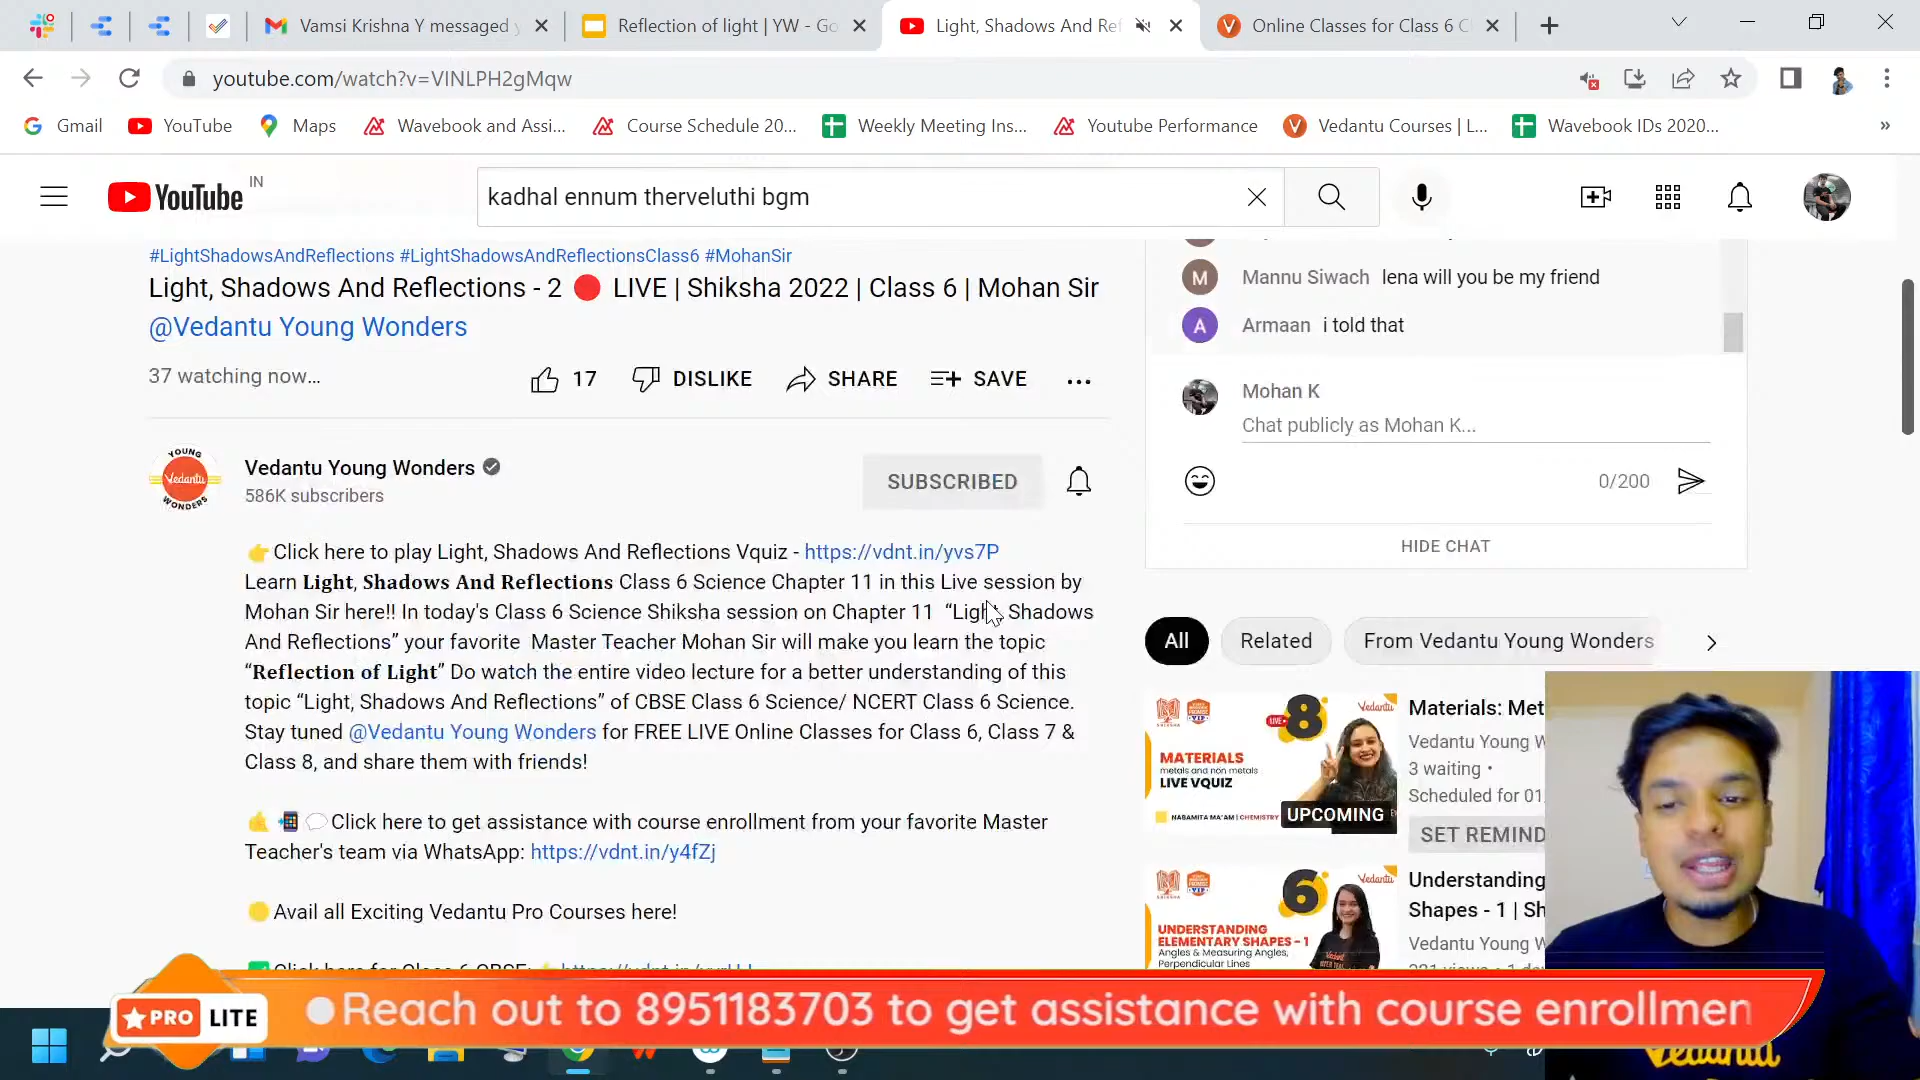 Vamsi Krishna Y messaged
Reflection of light | YW - Go
Light, Shadows And Ref
Online Classes for Class 6 C
youtube.com/watch?v=VINLPH2gMqw
Gmail
YouTube
Maps
Wavebook and Assi...
Course Schedule 20...
Weekly Meeting Ins...
Youtube Performance
Vedantu Courses | L...
Wavebook IDs 2020...
YouTube IN
kadhal ennum therveluthi bgm
#LightShadowsAndReflections #LightShadowsAndReflectionsClass6 #MohanSir
Light, Shadows And Reflections - 2 🔴 LIVE | Shiksha 2022 | Class 6 | Mohan Sir
@Vedantu Young Wonders
37 watching now...
17
DISLIKE
SHARE
SAVE
YOUNG
Vedantu
WONDERS
Vedantu Young Wonders
586K subscribers
SUBSCRIBED
👉Click here to play Light, Shadows And Reflections Vquiz - https://vdnt.in/yvs7P
Learn Light, Shadows And Reflections Class 6 Science Chapter 11 in this Live session by
Mohan Sir here!! In today's Class 6 Science Shiksha session on Chapter 11 “Light, Shadows
And Reflections” your favorite Master Teacher Mohan Sir will make you learn the topic
“Reflection of Light” Do watch the entire video lecture for a better understanding of this
topic “Light, Shadows And Reflections” of CBSE Class 6 Science/ NCERT Class 6 Science.
Stay tuned @Vedantu Young Wonders for FREE LIVE Online Classes for Class 6, Class 7 &
Class 8, and share them with friends!
🤙 📲 💬Click here to get assistance with course enrollment from your favorite Master
Teacher's team via WhatsApp: https://vdnt.in/y4fZj
🟡Avail all Exciting Vedantu Pro Courses here!
M
Mannu Siwach lena will you be my friend
A
Armaan i told that
Mohan K
Chat publicly as Mohan K...
0/200
HIDE CHAT
All
Related
From Vedantu Young Wonders
LIVE 8
Vedantu
MATERIALS
metals and non metals
LIVE VQUIZ
NABAMITA MA'AM | CHEMISTRY
UPCOMING
Materials: Met
Vedantu Young W
3 waiting •
Scheduled for 01
SET REMIND
6
Vedantu
UNDERSTANDING
ELEMENTARY SHAPES - 1
Angles & Measuring Angles,
Perpendicular Lines
Understanding
Shapes - 1 | Sh
Vedantu Young W
PRO LITE
Reach out to 8951183703 to get assistance with course enrollmen
Vedantu